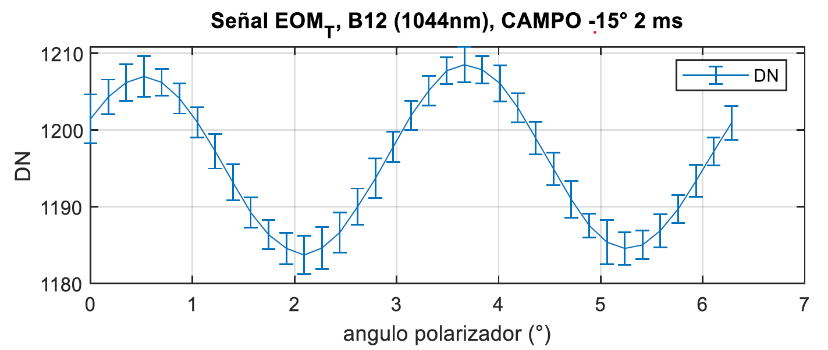 Señal EOM_T, B12 (1044nm), CAMPO -15° 2 ms
DN
1210
1200
1190
1180
DN
0 1 2 3 4 5 6 7
angulo polarizador (°)